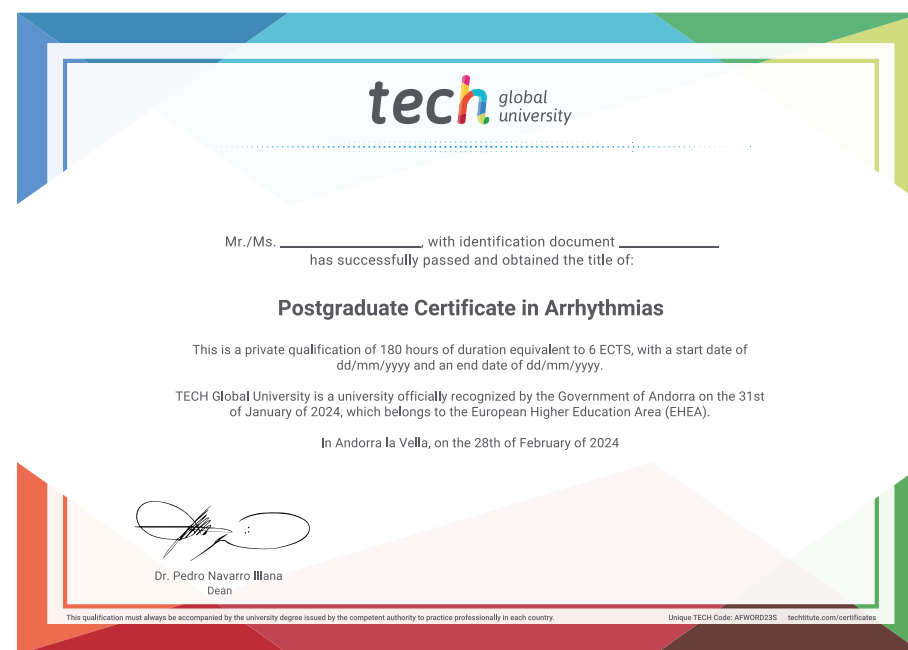 tech global university
Mr./Ms. ____________________, with identification document ______________
has successfully passed and obtained the title of:
Postgraduate Certificate in Arrhythmias
This is a private qualification of 180 hours of duration equivalent to 6 ECTS, with a start date of
dd/mm/yyyy and an end date of dd/mm/yyyy.
TECH Global University is a university officially recognized by the Government of Andorra on the 31st
of January of 2024, which belongs to the European Higher Education Area (EHEA).
In Andorra la Vella, on the 28th of February of 2024
Dr. Pedro Navarro Illana
Dean
This qualification must always be accompanied by the university degree issued by the competent authority to practice professionally in each country.
Unique TECH Code: AFWORD23S techtitute.com/certificates